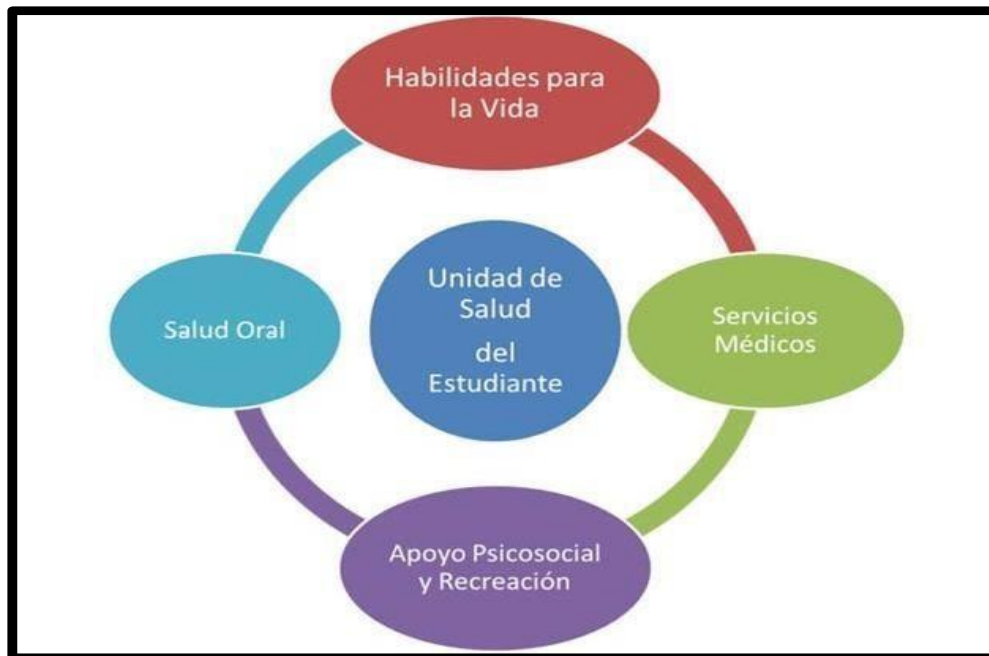 Habilidades para
la Vida
Salud Oral
Unidad de
Salud
del
Estudiante
Servicios
Médicos
Apoyo Psicosocial
y Recreación